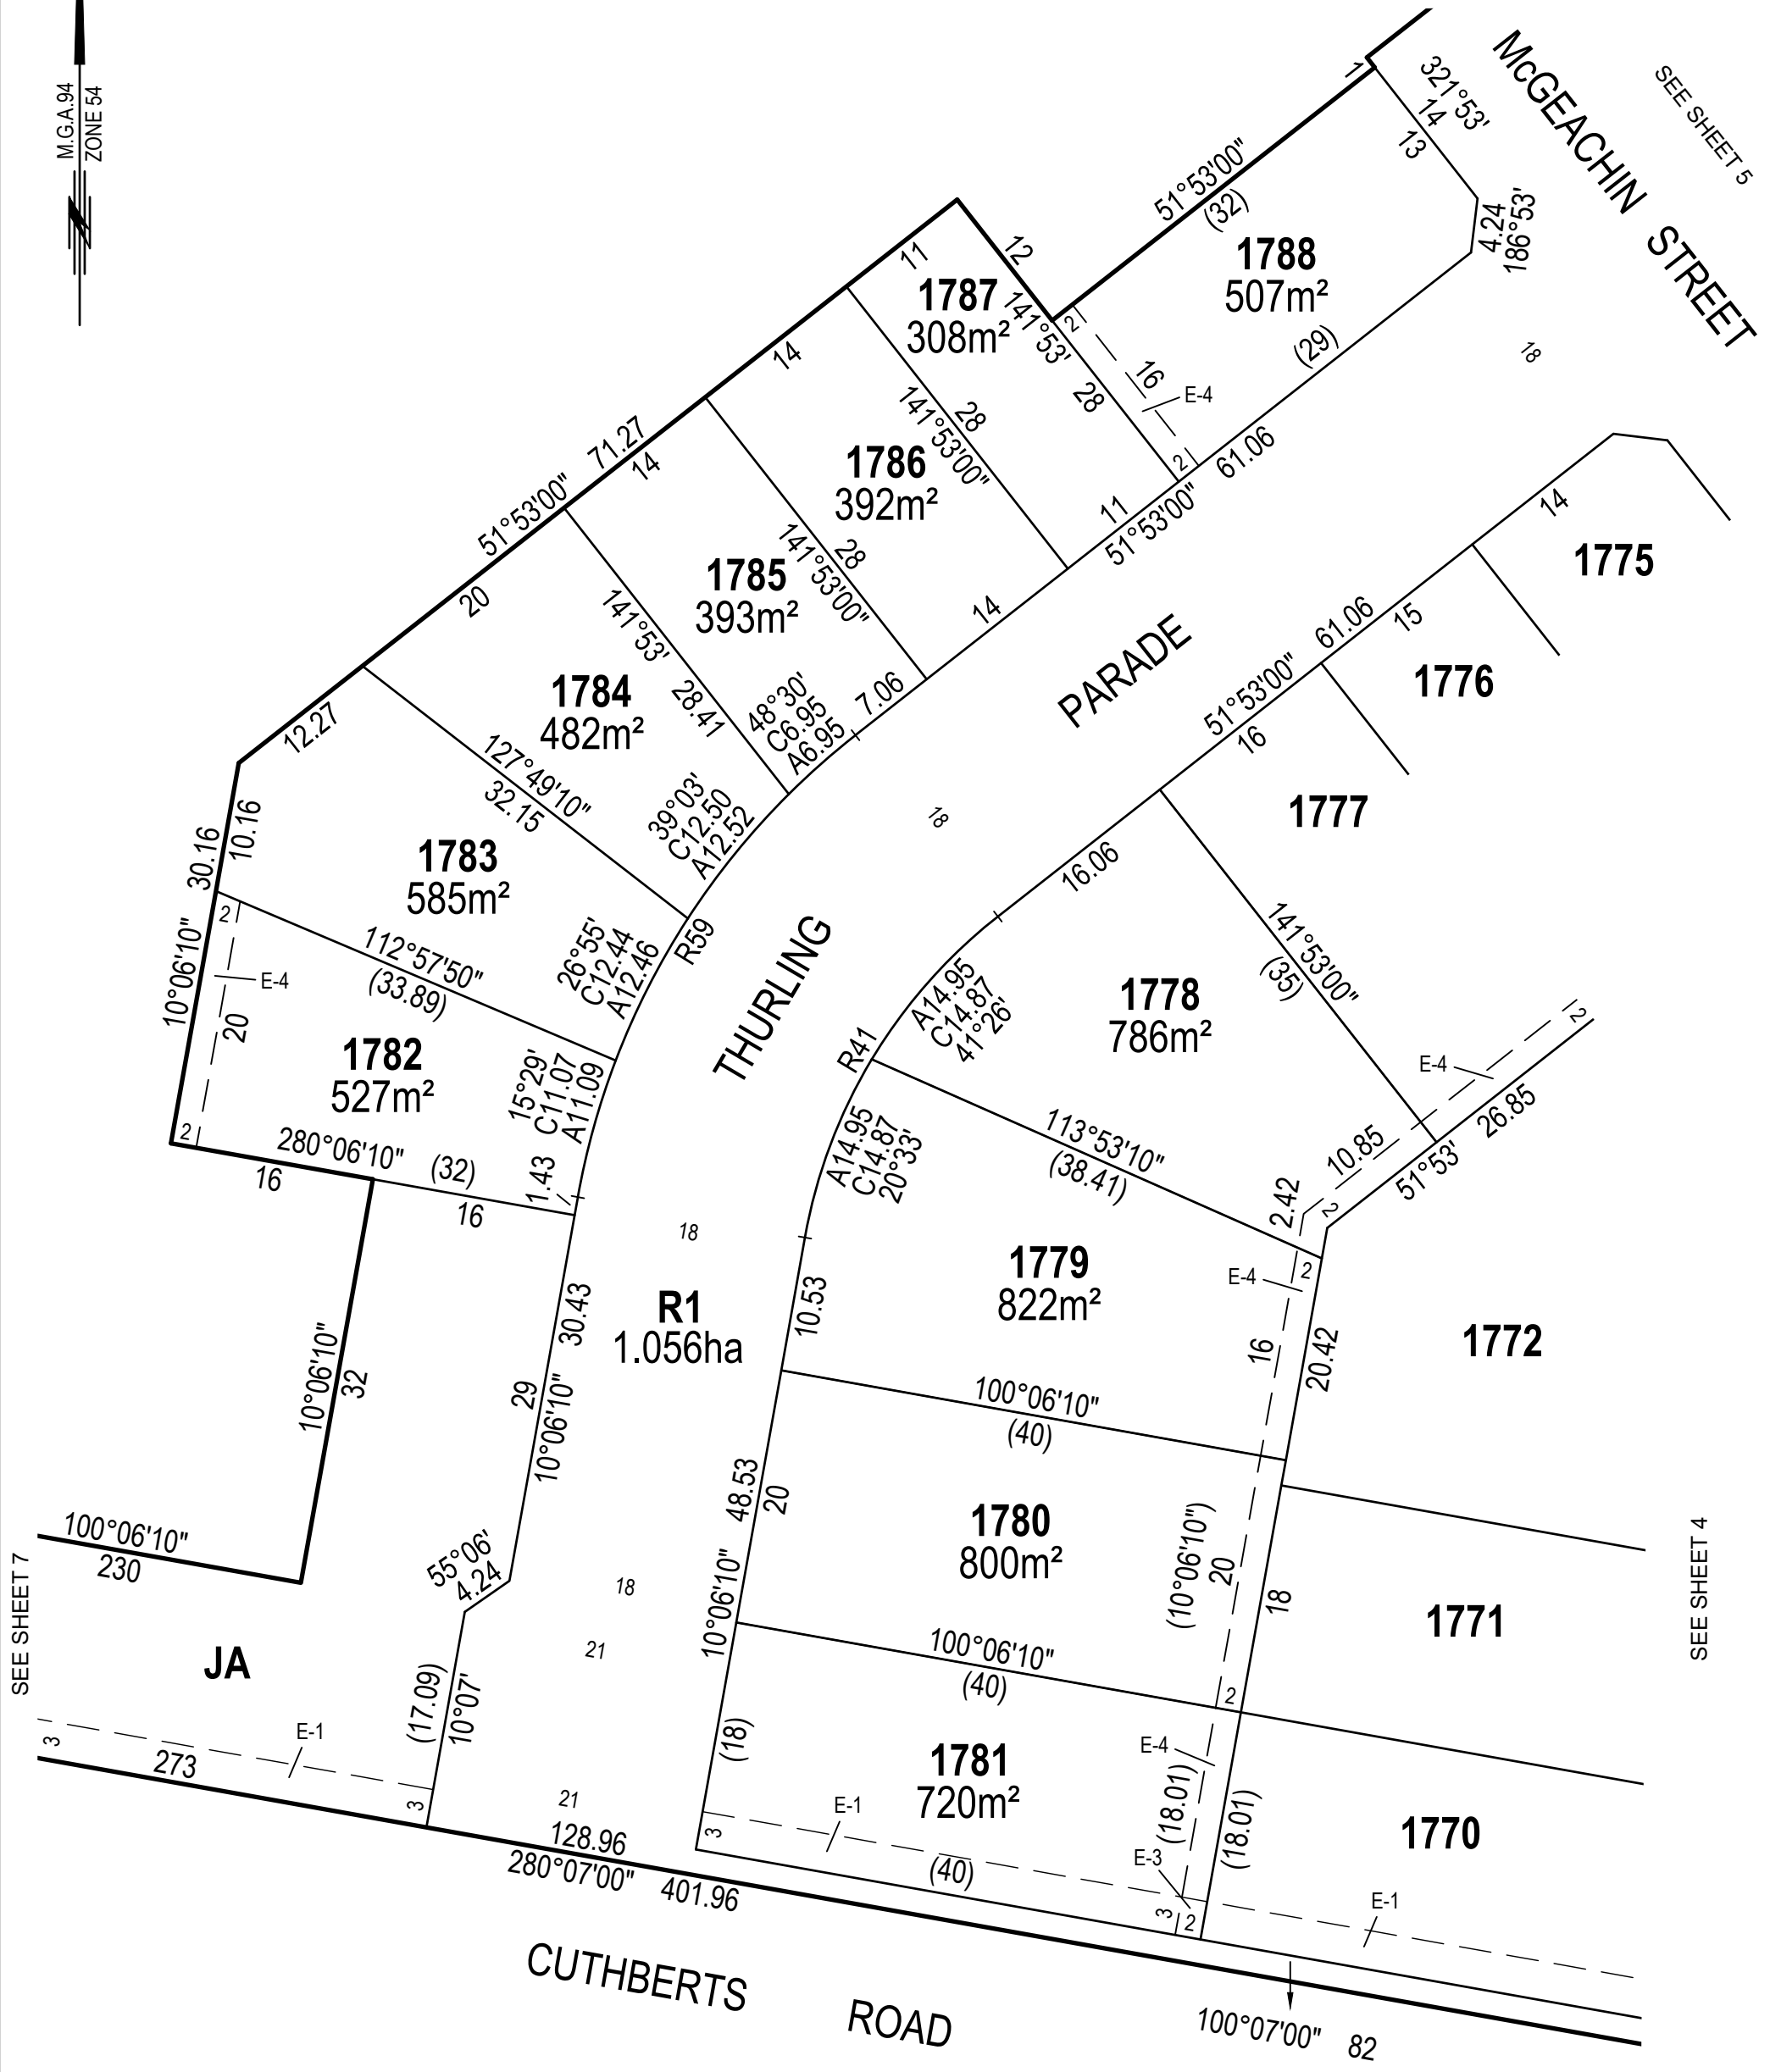 M.G.A.94
ZONE 54
McGEACHIN STREET
SEE SHEET 5
321°53'
14
13
1
4.24
186°53'
51°53'00"
(32)
1788
507m²
(29)
18
12
11
1787
308m²
141°53'
28
2
16
E-4
2
61.06
51°53'00"
11
14
28
141°53'00"
1786
392m²
14
71.27
51°53'00"
14
28
141°53'00"
1785
393m²
7.06
48°30'
C6.95
A6.95
20
141°53'
28.41
1784
482m²
39°03'
C12.50
A12.52
12.27
127°49'10"
32.15
1783
585m²
10.16
30.16
26°55'
C12.44
A12.46
R59
112°57'50"
(33.89)
10°06'10"
2
E-4
20
1782
527m²
15°29'
C11.07
A11.09
2
280°06'10"
(32)
1.43
16
16
PARADE
THURLING
18
14
1775
15
1776
61.06
51°53'00"
16
1777
16.06
141°53'00"
(35)
1778
786m²
A14.95
C14.87
41°26'
R41
A14.95
C14.87
20°33'
113°53'10"
(38.41)
2
E-4
26.85
51°53'
10.85
2.42
2
18
R1
1.056ha
30.43
29
10°06'10"
10.53
1779
822m²
E-4
2
16
20.42
1772
10°06'10"
32
100°06'10"
(40)
48.53
20
1780
800m²
(10°06'10")
20
18
1771
SEE SHEET 4
SEE SHEET 7
100°06'10"
230
55°06'
4.24
18
21
10°06'10"
100°06'10"
(40)
2
JA
(17.09)
10°07'
(18)
1781
720m²
E-4
(18.01)
(18.01)
1770
3
E-1
273
3
21
128.96
280°07'00"
401.96
3
E-1
(40)
E-3
3
2
E-1
CUTHBERTS ROAD
100°07'00"
82